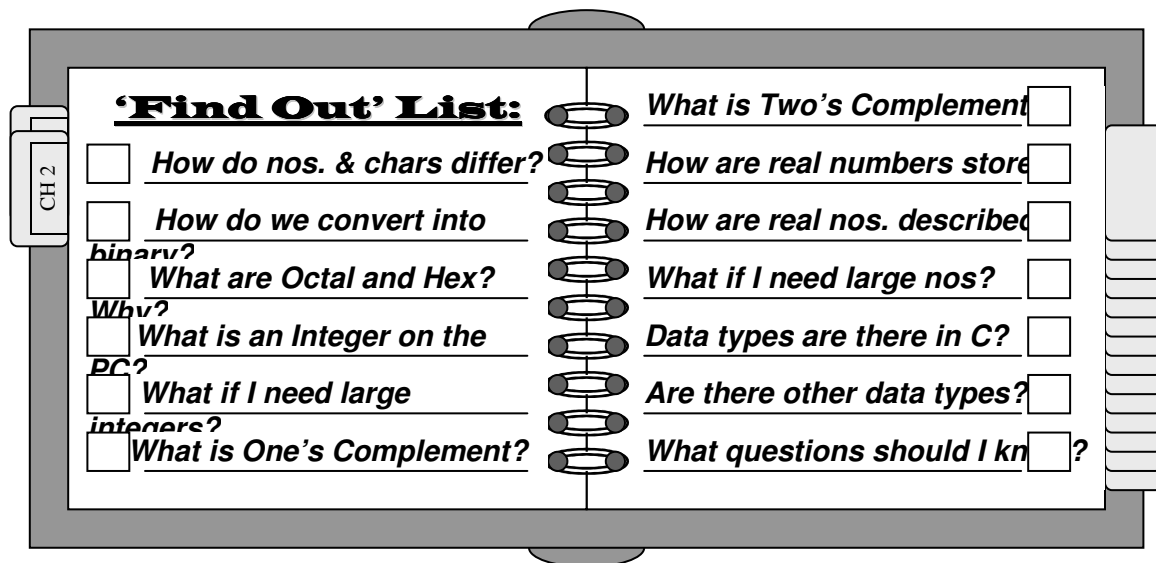 CH 2
‘Find Out’ List:
How do nos. & chars differ?
How do we convert into
binary?
What are Octal and Hex?
Why?
What is an Integer on the
PC?
What if I need large
integers?
What is One’s Complement?
What is Two’s Complement
How are real numbers store
How are real nos. described
What if I need large nos?
Data types are there in C?
Are there other data types?
What questions should I kn ?